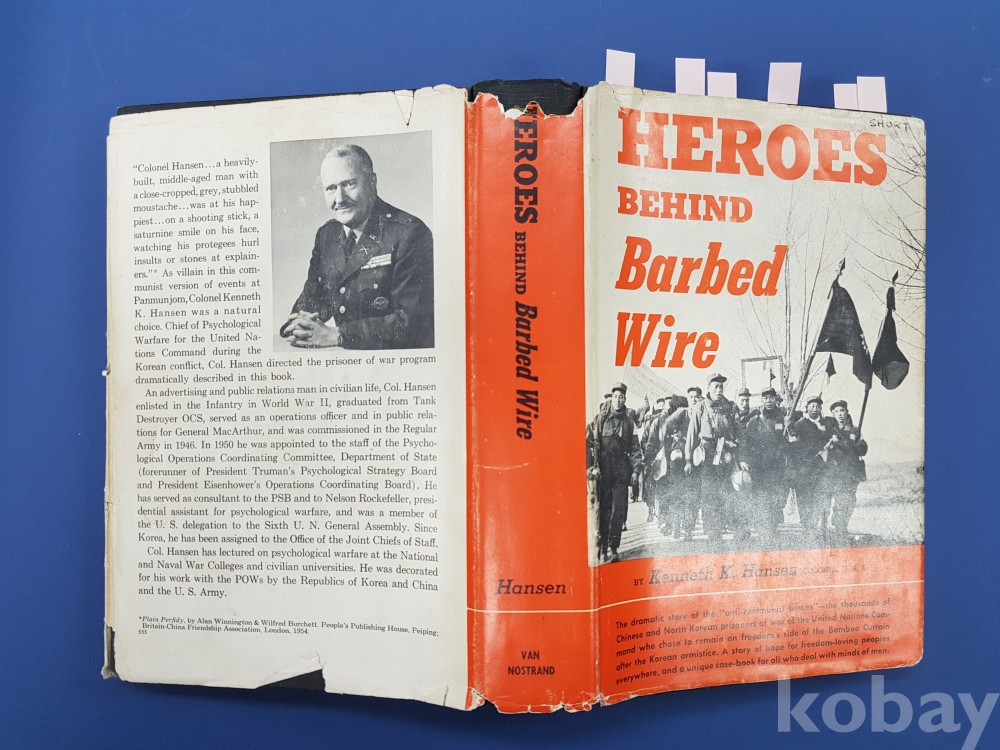 "Colonel Hansen...a heavily-
built, middle-aged man with
a close-cropped, grey, stubbled
moustache...was at his hap-
piest...on a shooting stick, a
saturnine smile on his face,
watching his protegees hurl
insults or stones at explain-
ers."* As villain in this com-
munist version of events at
Panmunjom, Colonel Kenneth
K. Hansen was a natural
choice. Chief of Psychological
Warfare for the United Na-
tions Command during the
Korean conflict, Col. Hansen directed the prisoner of war program
dramatically described in this book.
An advertising and public relations man in civilian life, Col. Hansen
enlisted in the Infantry in World War II, graduated from Tank
Destroyer OCS, served as an operations officer and in public rela-
tions for General MacArthur, and was commissioned in the Regular
Army in 1946. In 1950 he was appointed to the staff of the Psycho-
logical Operations Coordinating Committee, Department of State
(forerunner of President Truman's Psychological Strategy Board
and President Eisenhower's Operations Coordinating Board). He
has served as consultant to the PSB and to Nelson Rockefeller, presi-
dential assistant for psychological warfare, and was a member of
the U. S. delegation to the Sixth U. N. General Assembly. Since
Korea, he has been assigned to the Office of the Joint Chiefs of Staff.
Col. Hansen has lectured on psychological warfare at the National
and Naval War Colleges and civilian universities. He was decorated
for his work with the POWs by the Republics of Korea and China
and the U. S. Army.
*Plain Perfidy, by Alan Winnington & Wilfred Burchett. People's Publishing House, Peiping;
Britain-China Friendship Association, London, 1954.
555
HEROES BEHIND Barbed Wire
Hansen
VAN
NOSTRAND
SHORT
HEROES
BEHIND
Barbed
Wire
BY Kenneth K. Hansen, COLONEL, U. S. A.
The dramatic story of the "anti-communist heroes"—the thousands of
Chinese and North Korean prisoners of war of the United Nations Com-
mand who chose to remain on freedom's side of the Bamboo Curtain
after the Korean armistice. A story of hope for freedom-loving peoples
everywhere, and a unique case-book for all who deal with minds of men.
kobay